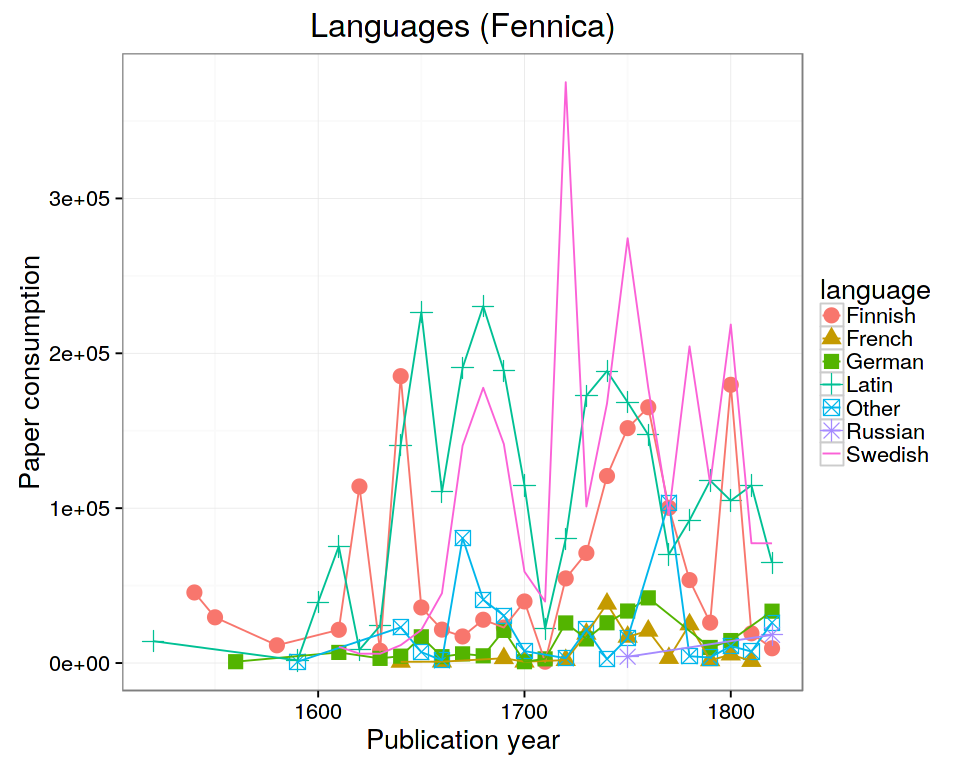 Languages (Fennica)
Paper consumption
3e+05
2e+05
1e+05
0e+00
1600
1700
1800
Publication year
language
Finnish
French
German
Latin
Other
Russian
Swedish